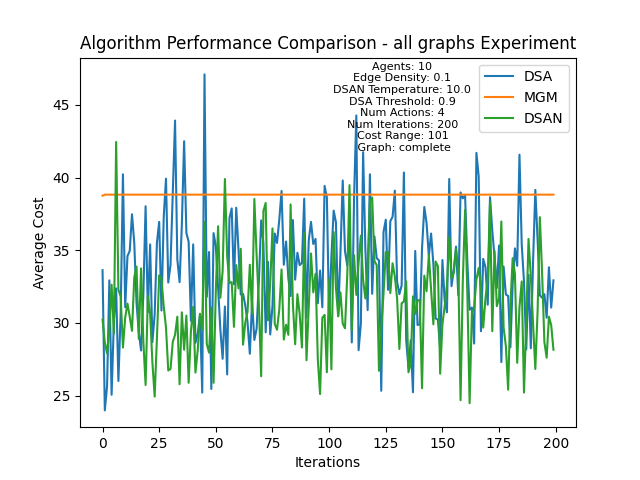 Algorithm Performance Comparison - all graphs Experiment
Agents: 10
Edge Density: 0.1
DSAN Temperature: 10.0
DSA Threshold: 0.9
Num Actions: 4
Num Iterations: 200
Cost Range: 101
Graph: complete
DSA
MGM
DSAN
Average Cost
45
40
35
30
25
0
25
50
75
100
125
150
175
200
Iterations